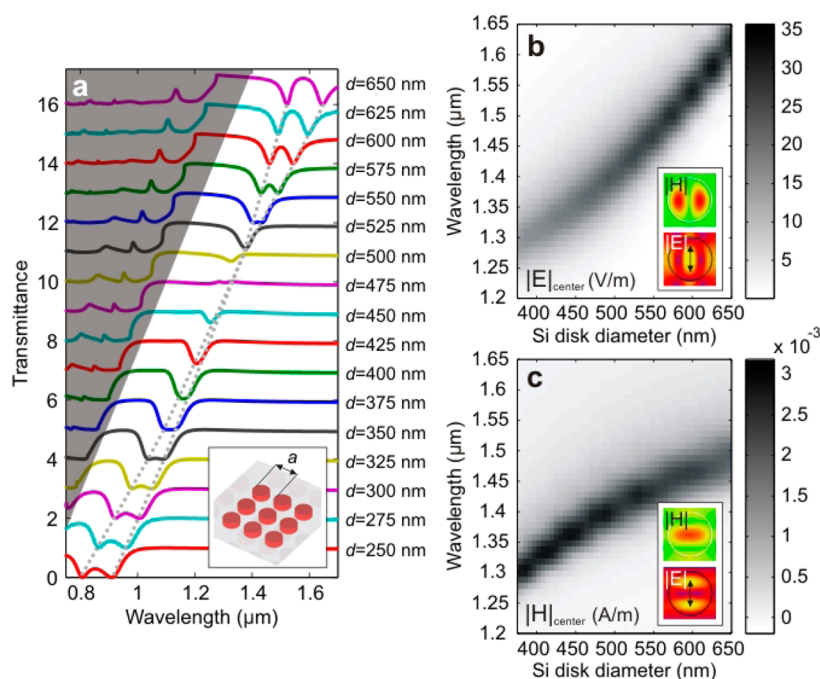 a
16
14
12
10
8
6
4
2
0
Transmittance
0.8 1 1.2 1.4 1.6
Wavelength (μm)
d=650 nm
d=625 nm
d=600 nm
d=575 nm
d=550 nm
d=525 nm
d=500 nm
d=475 nm
d=450 nm
d=425 nm
d=400 nm
d=375 nm
d=350 nm
d=325 nm
d=300 nm
d=275 nm
d=250 nm
a
b
1.65
1.6
1.55
1.5
1.45
1.4
1.35
1.3
1.25
1.2
Wavelength (μm)
|H|
|E|
|E|center (V/m)
400 450 500 550 600 650
Si disk diameter (nm)
35
30
25
20
15
10
5
c
1.65
1.6
1.55
1.5
1.45
1.4
1.35
1.3
1.25
1.2
Wavelength (μm)
|H|
|E|
|H|center (A/m)
400 450 500 550 600 650
Si disk diameter (nm)
x 10⁻³
3
2.5
2
1.5
1
0.5
0